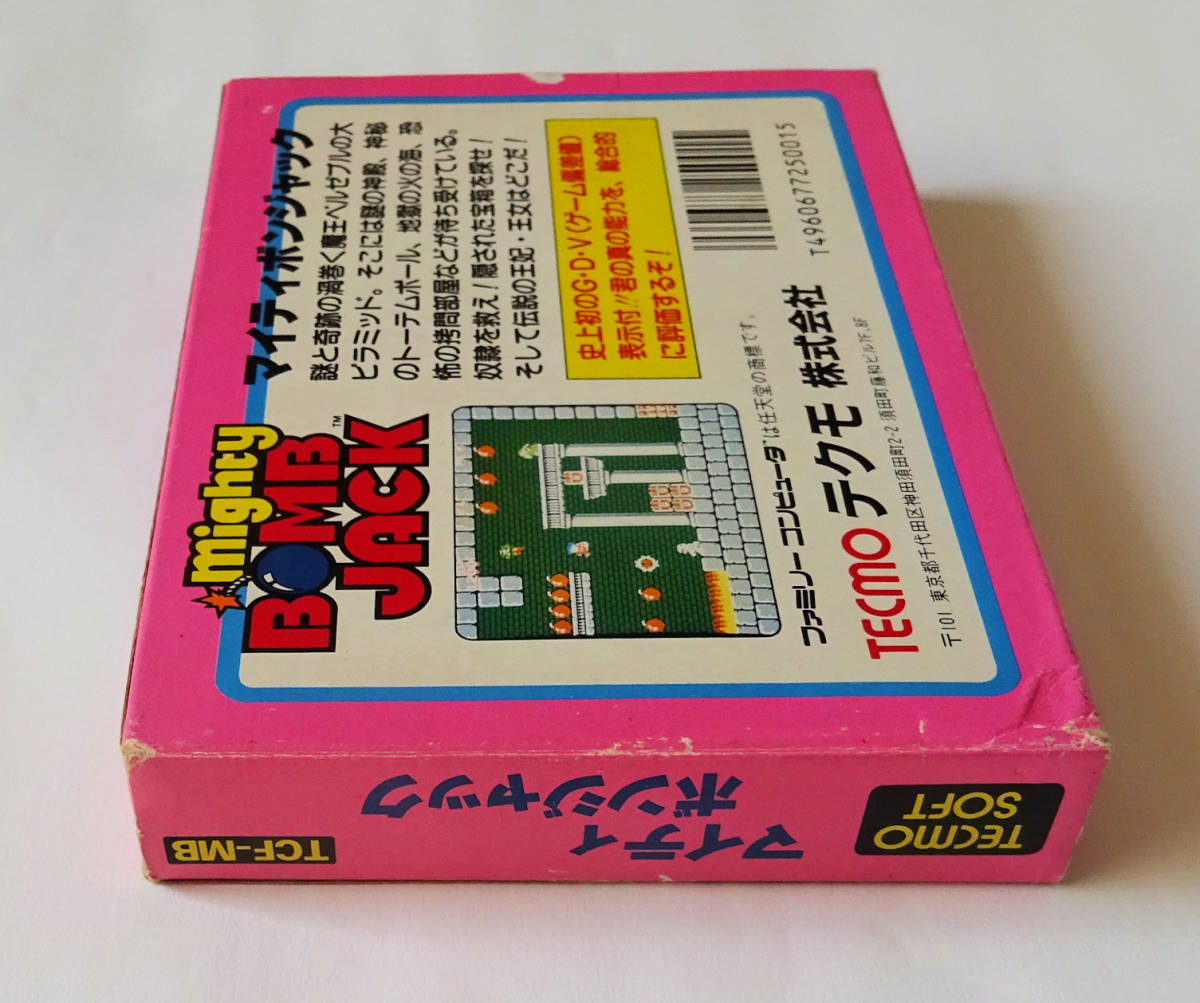 mighty
BOMB
JACK™
マイティボンジャック
謎と奇跡の渦巻く魔王ベルゼブルの大
ピラミッド。そこには謎の神殿、神秘
のトーテムポール、地獄の火の海、恐
怖の拷問部屋などが待ち受けている。
奴隷を救え!隠された宝箱を探せ!
そして伝説の王妃・王女はどこだ!
史上初のG・D・V(ゲーム偏差値)
表示付!!君の真の能力を、総合的
に評価するぞ!
T4960677250015
ファミリーコンピュータ™は任天堂の商標です。
TECMO テクモ 株式会社
〒101 東京都千代田区神田須田町2-2 須田町藤和ビル7F、8F
TECMO
SOFT
マイティ
ボンジャック
TCF-MB